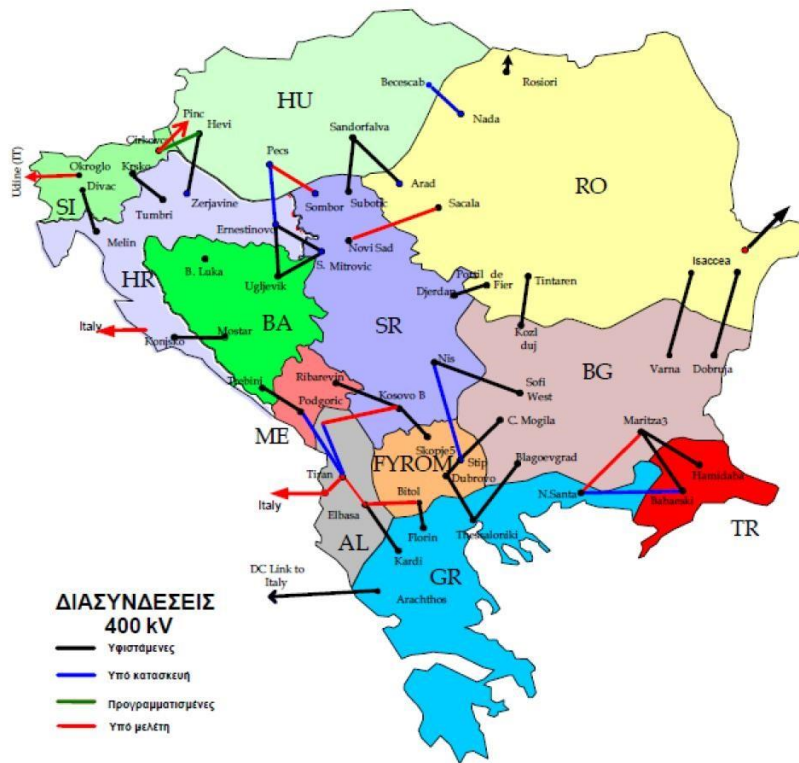 Rosiori
HU
Becescab
Nada
Pinc
Hevi
Cirkovce
Sandorfalva
Udine (IT)
Okroglo
Krsko
Pecs
Divac
SI
Tumbri
Zerjavine
Sombor
Subotik
Arad
RO
Sacala
Melin
Ernestinovo
Novi Sad
S. Mitrovic
HR
B. Luka
Ugljevik
Isaccea
Portil de
Fier
Tintaren
Djerdan
BA
SR
Italy
Konjsko
Mostar
Kozl
duj
BG
Nis
Varna
Dobruja
Ribarevin
Trebinj
Podgoric
Kosovo B
Sofi
West
ME
C. Mogila
Maritza3
Skopje5
FYROM
Stip
Blagoevgrad
Hamidaba
Tiran
Dubrovo
Italy
Elbasa
Bitol
N.Santa
Babaeski
TR
AL
Florin
Thessaloniki
Kardi
GR
DC Link to
Italy
Arachthos
ΔΙΑΣΥΝΔΕΣΕΙΣ
400 kV
Υφιστάμενες
Υπό κατασκευή
Προγραμματισμένες
Υπό μελέτη